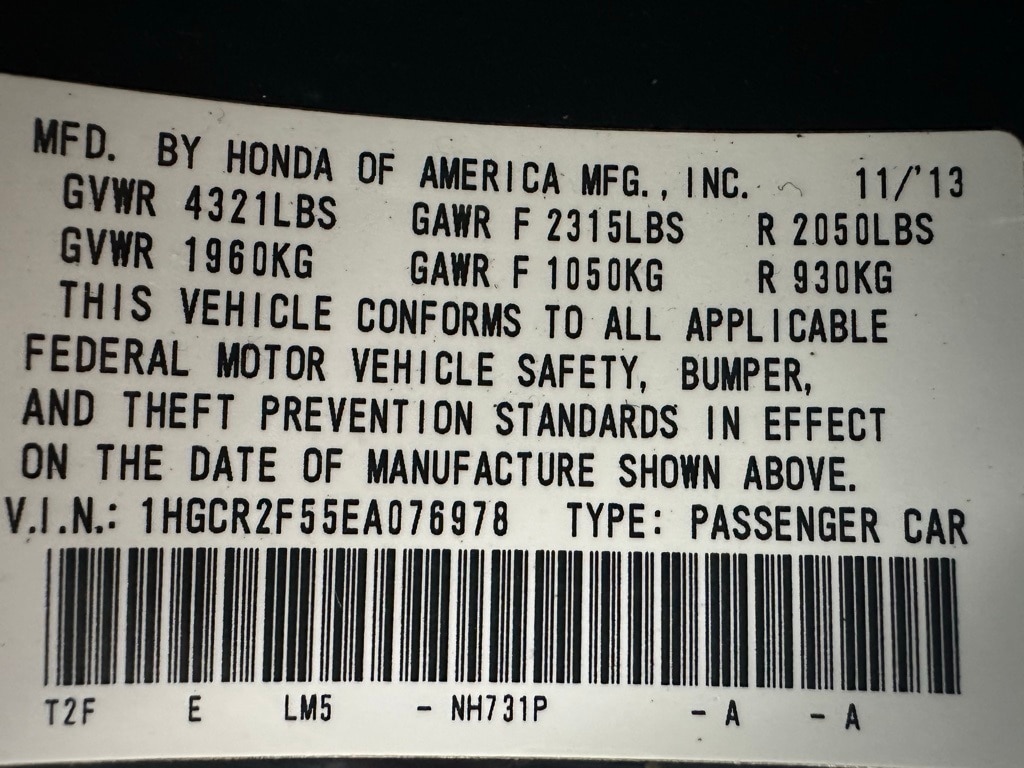 MFD. BY HONDA OF AMERICA MFG., INC. 11/'13
GVWR 4321LBS GAWR F 2315LBS R 2050LBS
GVWR 1960KG GAWR F 1050KG R 930KG
THIS VEHICLE CONFORMS TO ALL APPLICABLE
FEDERAL MOTOR VEHICLE SAFETY, BUMPER,
AND THEFT PREVENTION STANDARDS IN EFFECT
ON THE DATE OF MANUFACTURE SHOWN ABOVE.
V.I.N.: 1HGCR2F55EA076978 TYPE: PASSENGER CAR
T2F E LM5 - NH731P - A - A